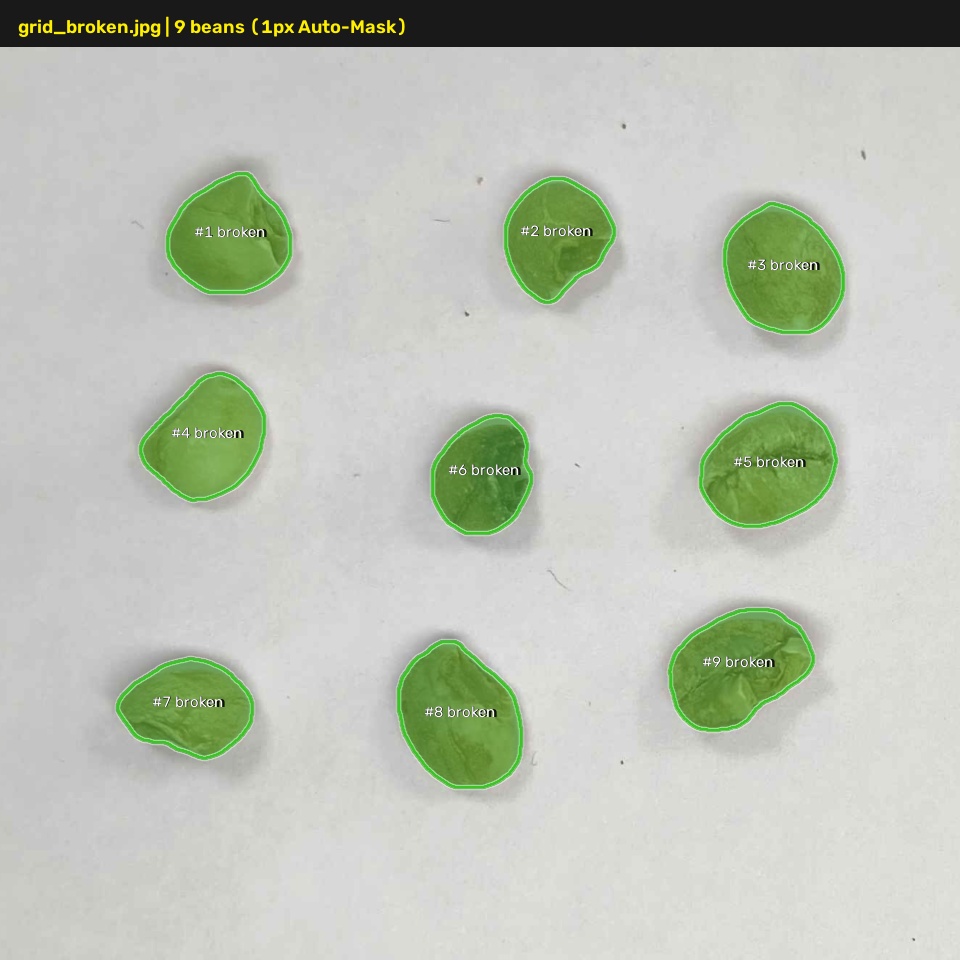 grid_broken.jpg | 9 beans (1px Auto-Mask)
#1 broken
#2 broken
#3 broken
#4 broken
#6 broken
#5 broken
#7 broken
#8 broken
#9 broken